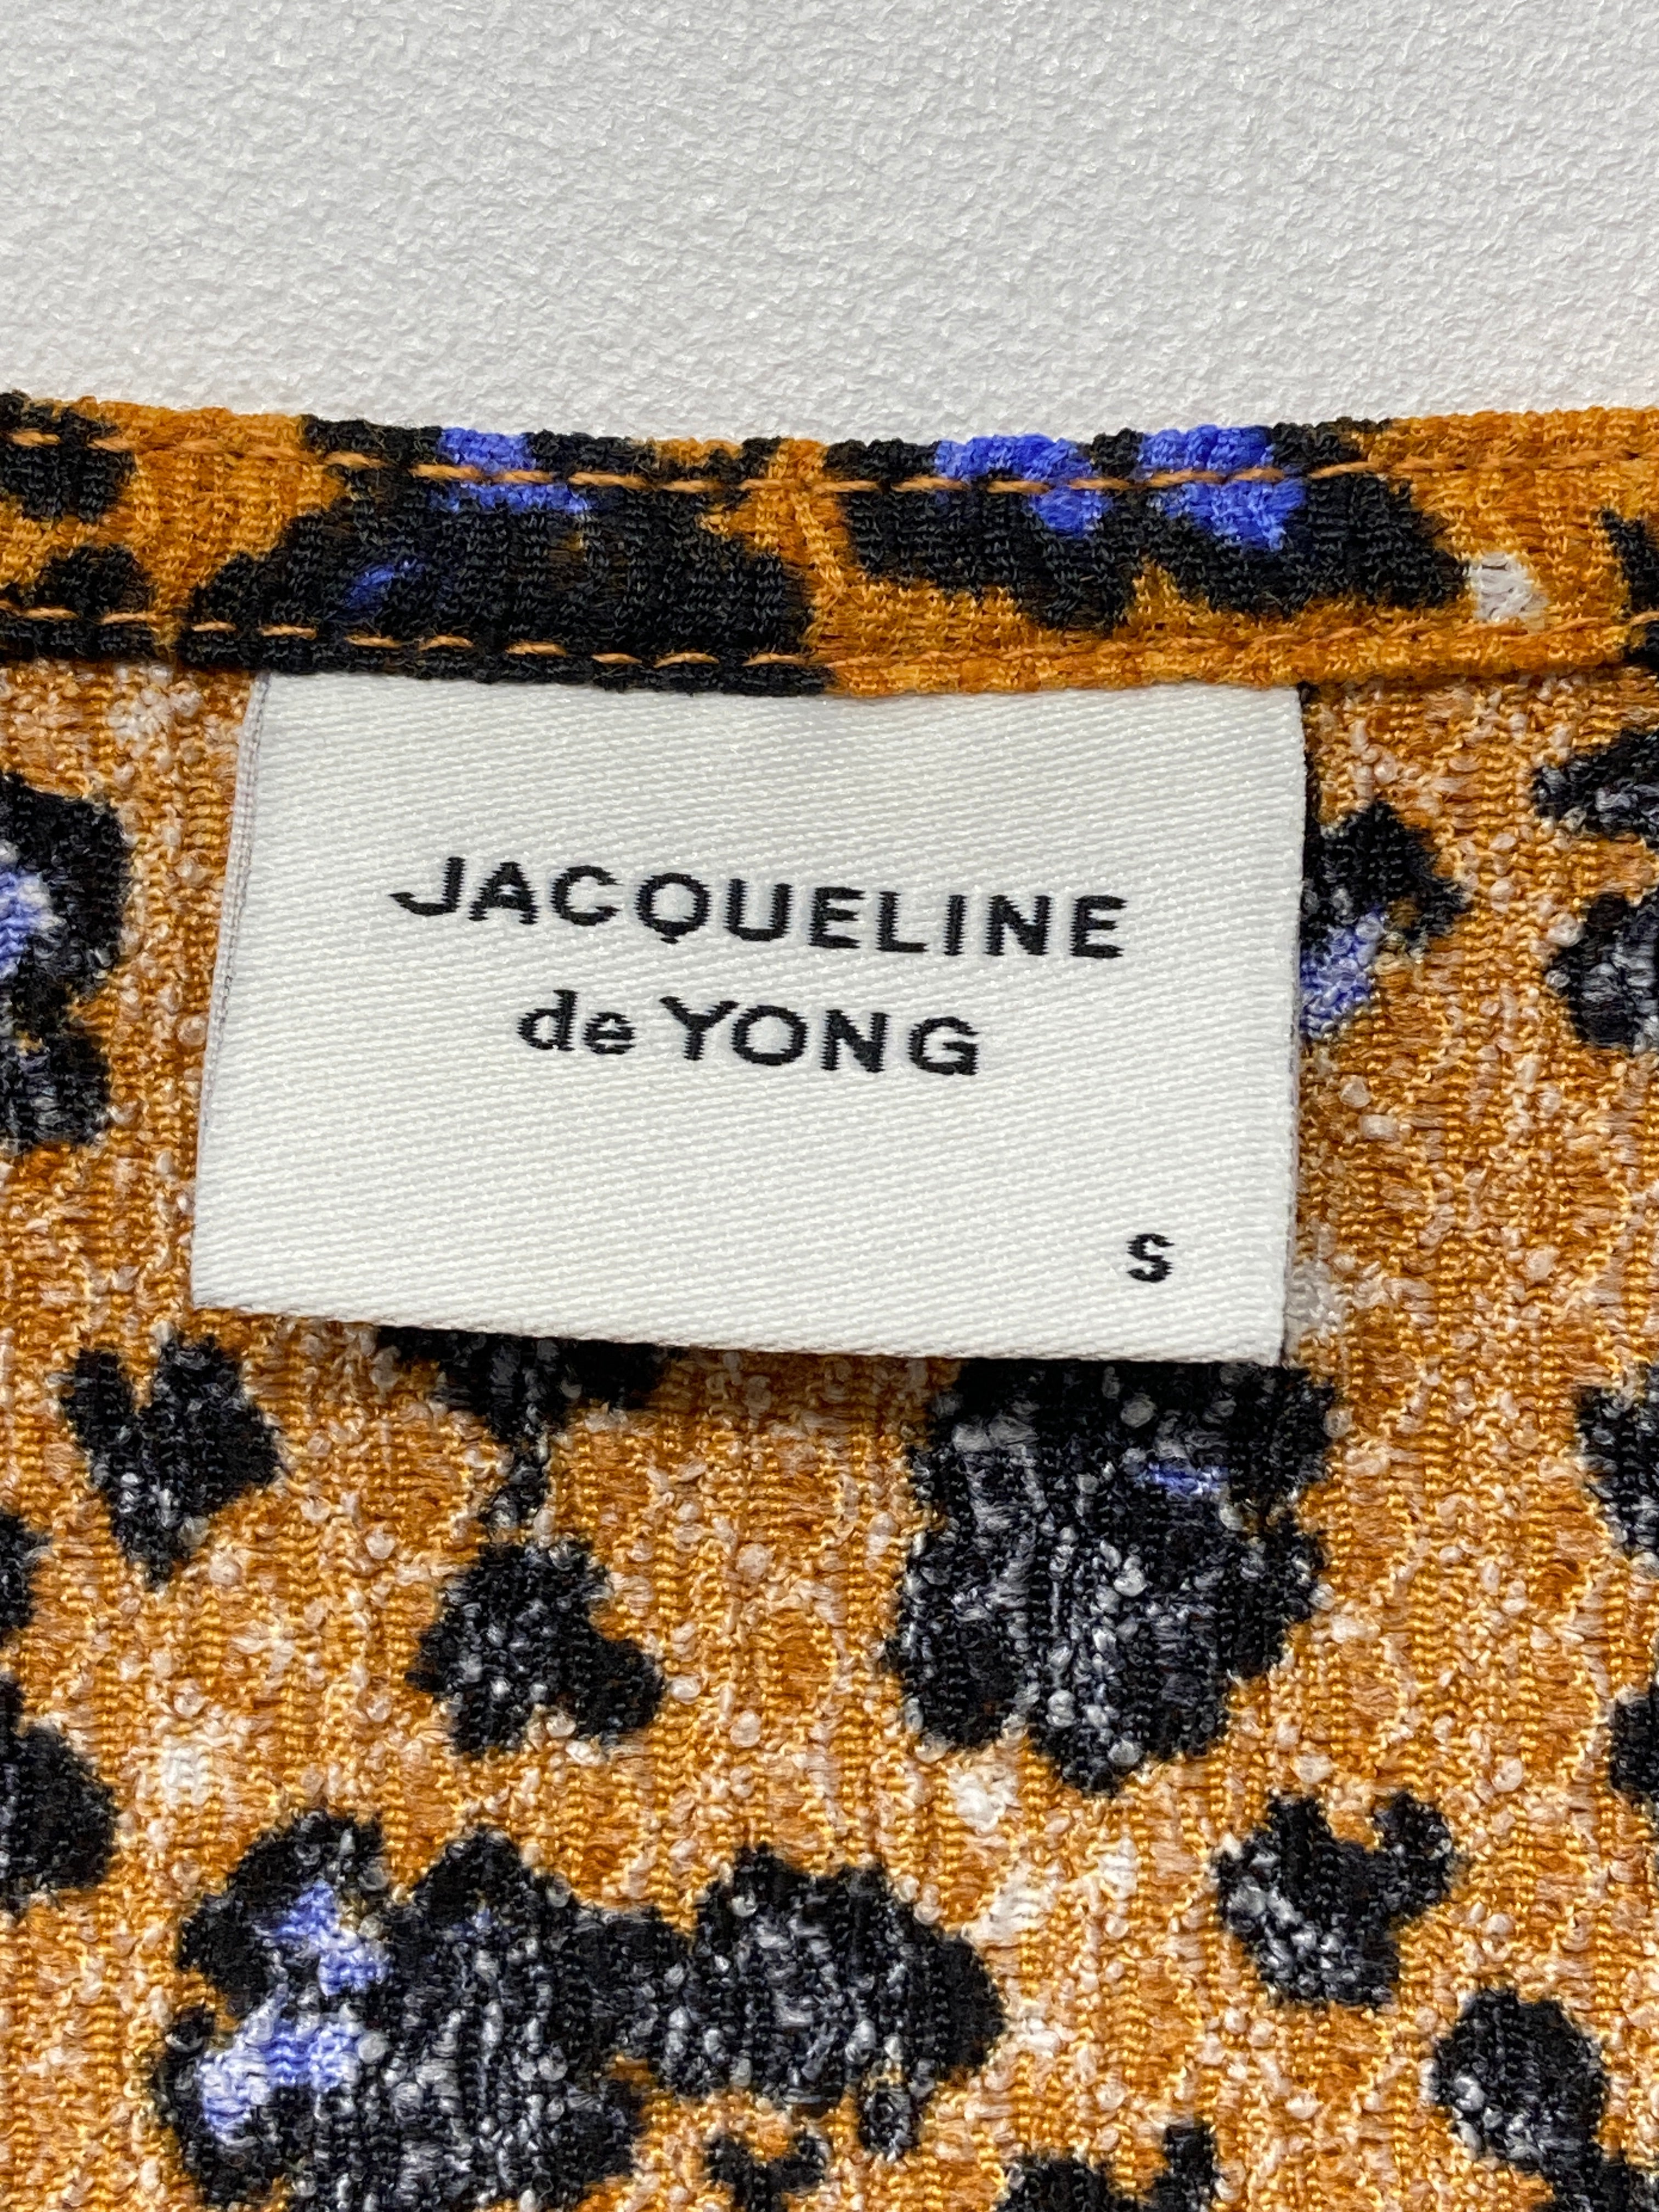 JACQUELINE
de YONG
S